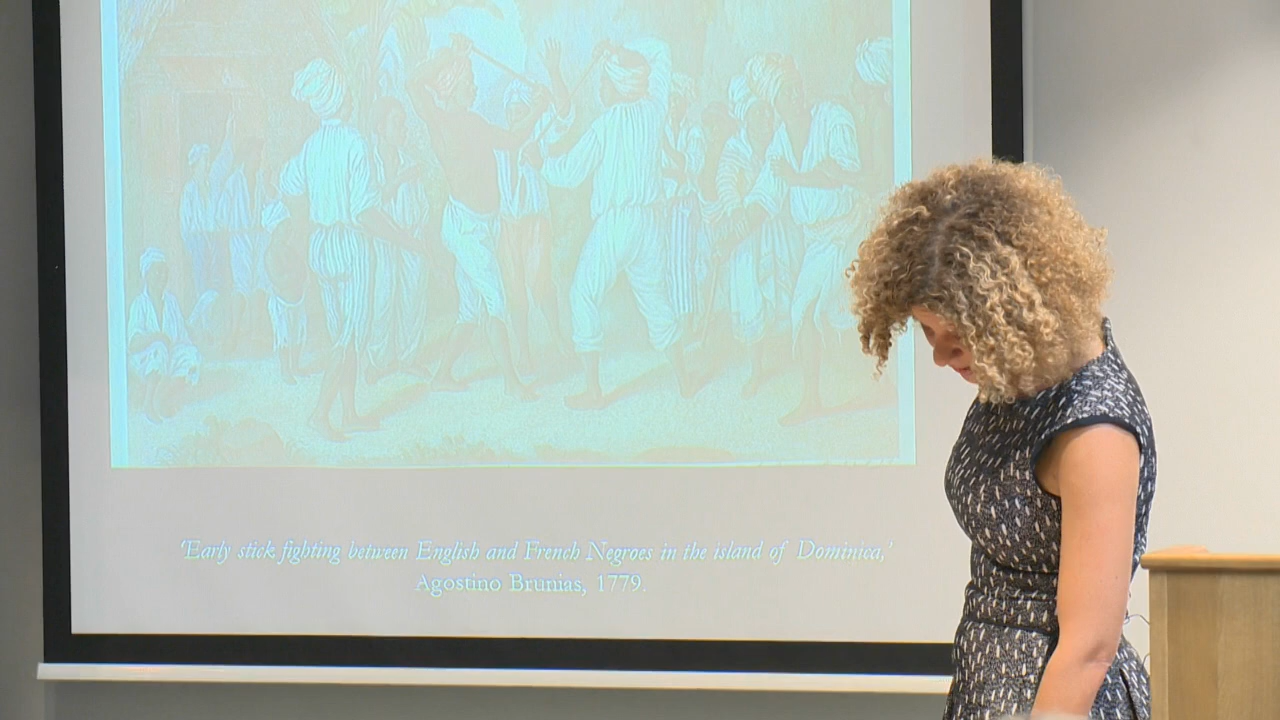 'Early stick fighting between English and French Negroes in the island of Dominica,'
Agostino Brunias, 1779.